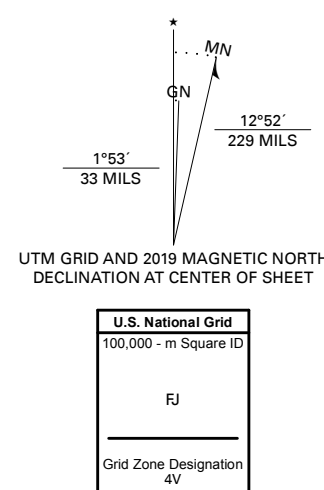 ★
MN
GN
12°52´
229 MILS
1°53´
33 MILS
UTM GRID AND 2019 MAGNETIC NORTH
DECLINATION AT CENTER OF SHEET
U.S. National Grid
100,000 - m Square ID
FJ
Grid Zone Designation
4V